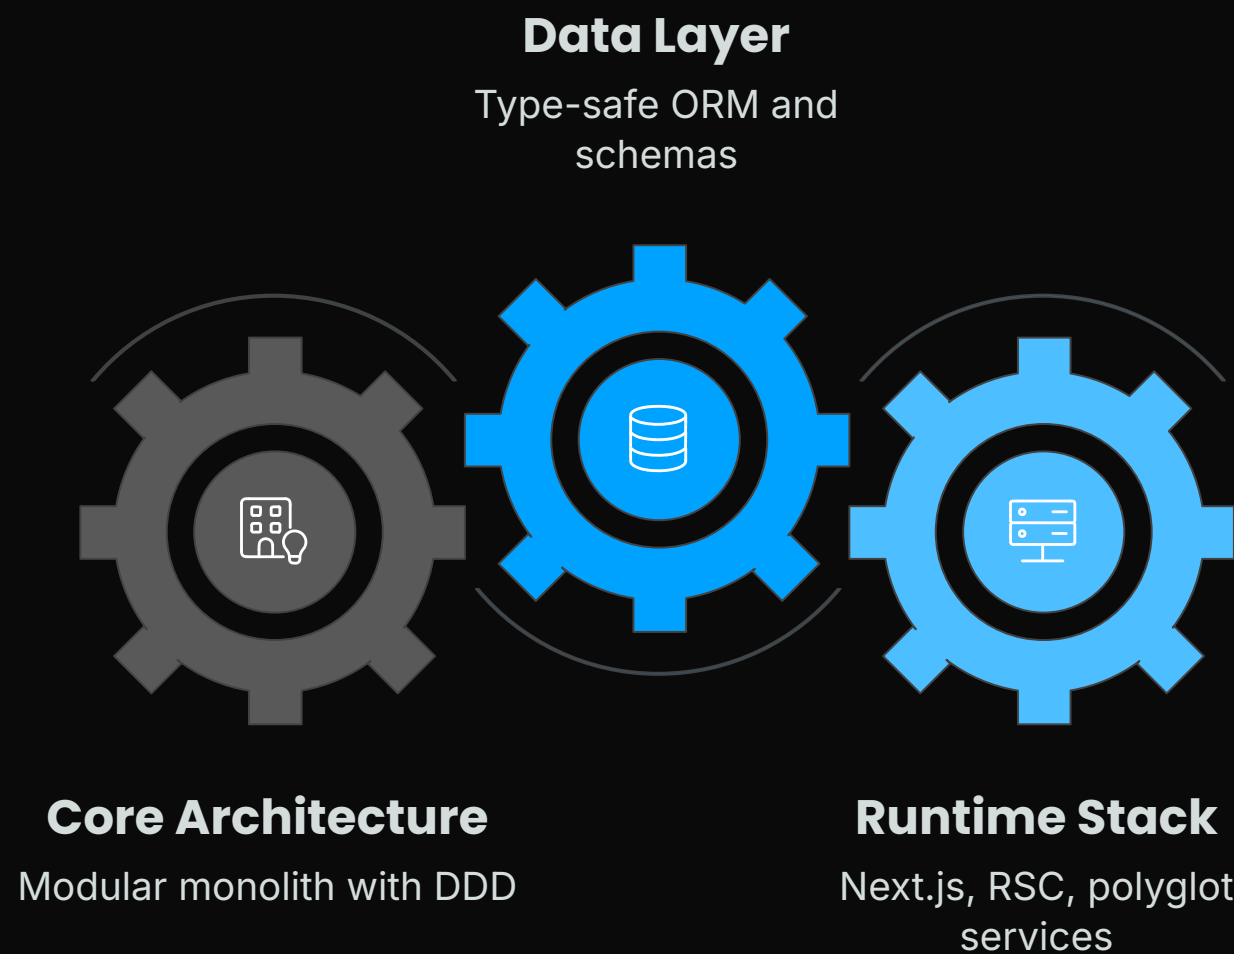 Data Layer
Type-safe ORM and
schemas
Core Architecture
Modular monolith with DDD
Runtime Stack
Next.js, RSC, polyglot
services